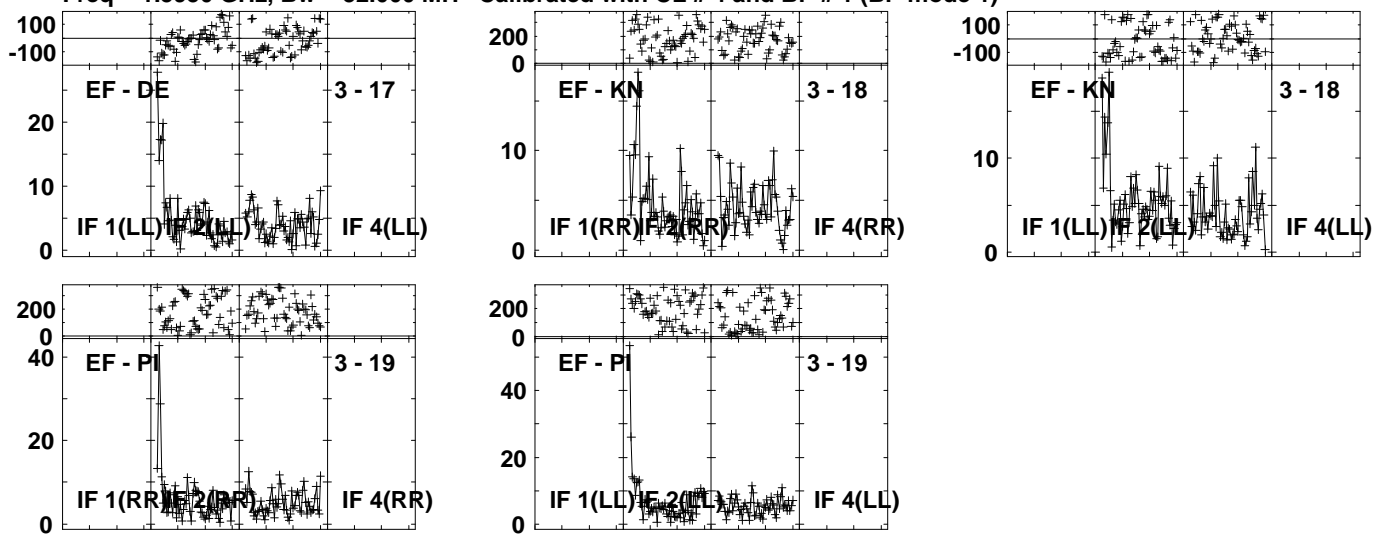 100
-100
EF - DE
3 - 17
20
10
0
IF 1(LL)
IF 2(LL)
IF 4(LL)
200
0
EF - KN
3 - 18
10
0
IF 1(RR)
IF 2(RR)
IF 4(RR)
100
-100
EF - KN
3 - 18
10
0
IF 1(LL)
IF 2(LL)
IF 4(LL)
200
0
EF - PI
3 - 19
40
20
0
IF 1(RR)
IF 2(RR)
IF 4(RR)
200
0
EF - PI
3 - 19
40
20
0
IF 1(LL)
IF 2(LL)
IF 4(LL)